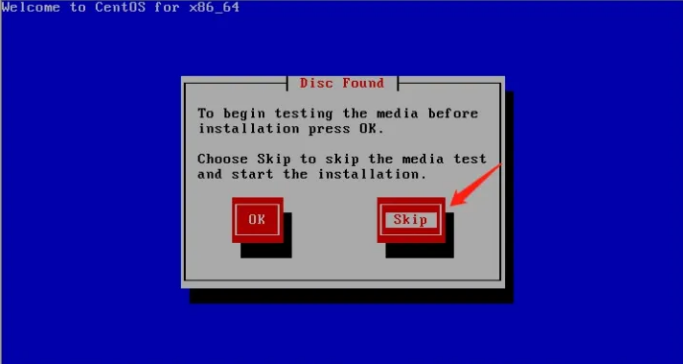 Welcome to CentOS for x86_64
Disc Found
To begin testing the media before
installation press OK.
Choose Skip to skip the media test
and start the installation.
OK
Skip